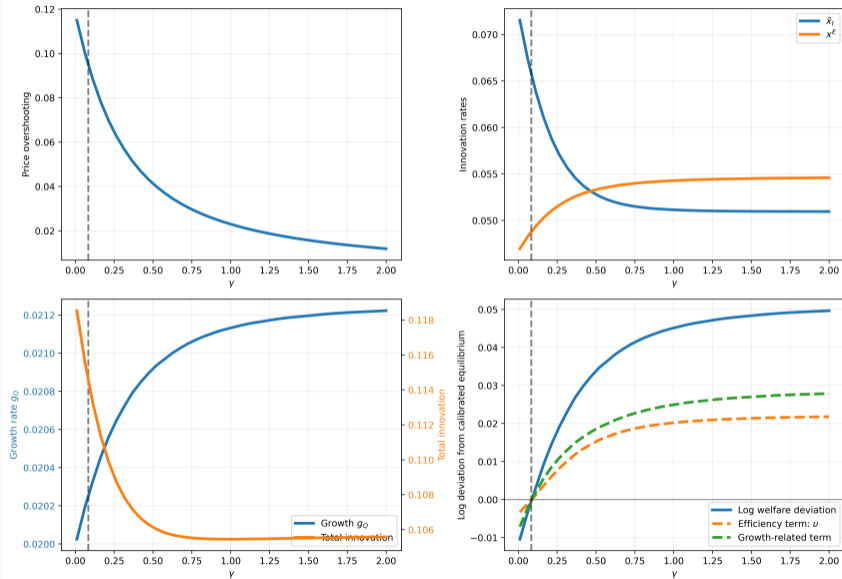 0.12
0.10
0.08
0.06
0.04
0.02
Price overshooting
0.00 0.25 0.50 0.75 1.00 1.25 1.50 1.75 2.00
γ
0.070
0.065
0.060
0.055
0.050
Innovation rates
x̄_I
x^E
0.00 0.25 0.50 0.75 1.00 1.25 1.50 1.75 2.00
γ
0.0212
0.0210
0.0208
0.0206
0.0204
0.0202
0.0200
Growth rate g_Q
0.118
0.116
0.114
0.112
0.110
0.108
0.106
Total innovation
Growth g_Q
Total innovation
0.00 0.25 0.50 0.75 1.00 1.25 1.50 1.75 2.00
γ
0.05
0.04
0.03
0.02
0.01
0.00
−0.01
Log deviation from calibrated equilibrium
Log welfare deviation
Efficiency term: υ
Growth-related term
0.00 0.25 0.50 0.75 1.00 1.25 1.50 1.75 2.00
γ